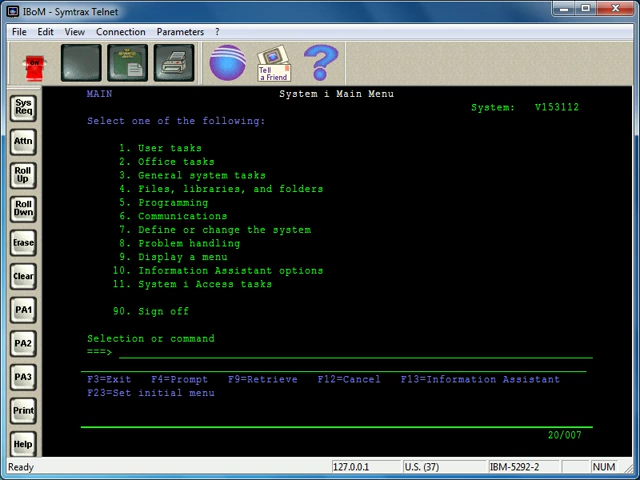 IBoM - Symtrax Telnet
File Edit View Connection Parameters ?
ON
Tell a Friend
Sys Req
Attn
Roll Up
Roll Dwn
Erase
Clear
PA1
PA2
PA3
Print
Help
MAIN System i Main Menu
System: V153112
Select one of the following:
1. User tasks
2. Office tasks
3. General system tasks
4. Files, libraries, and folders
5. Programming
6. Communications
7. Define or change the system
8. Problem handling
9. Display a menu
10. Information Assistant options
11. System i Access tasks
90. Sign off
Selection or command
===>
F3=Exit F4=Prompt F9=Retrieve F12=Cancel F13=Information Assistant
F23=Set initial menu
20/007
Ready 127.0.0.1 U.S. (37) IBM-5292-2 NUM